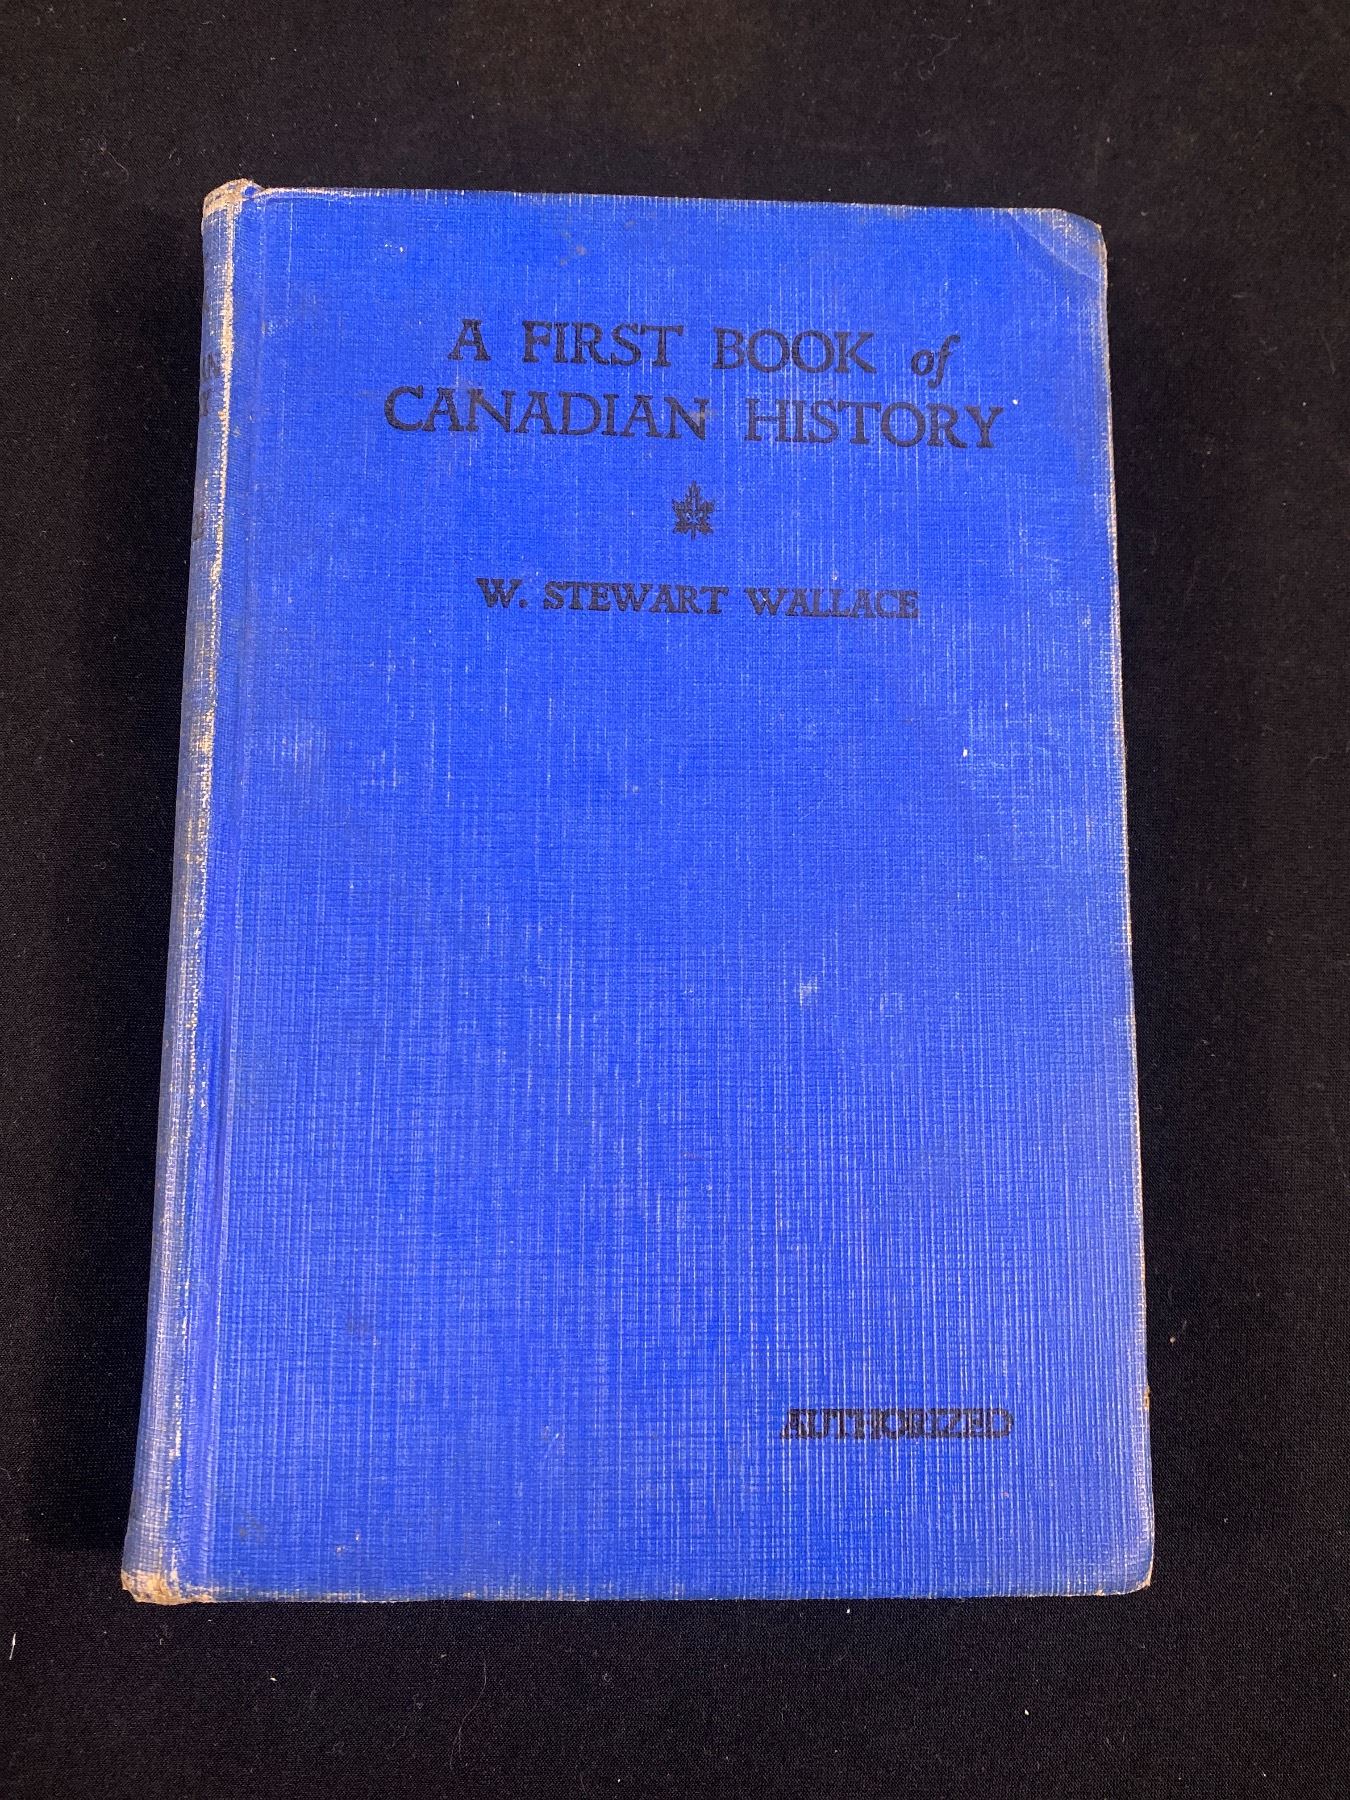 A FIRST BOOK of
CANADIAN HISTORY
W. STEWART WALLACE
AUTHORIZED